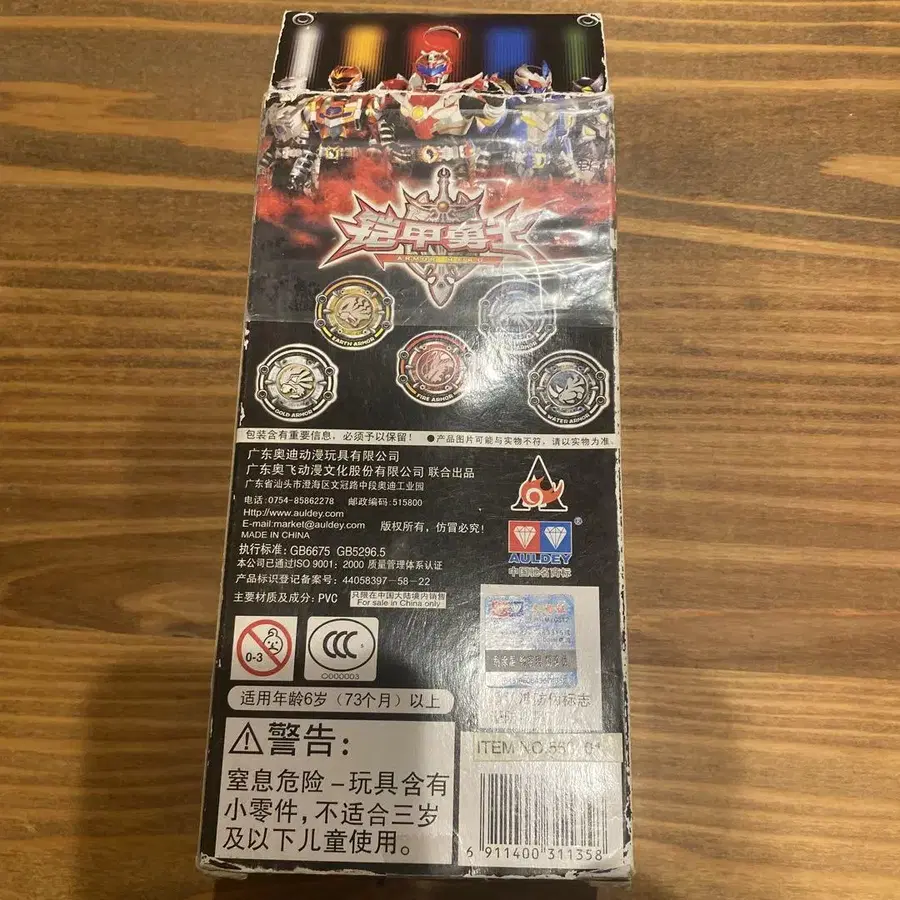 铠甲勇士
EARTH ARMOR
GOLD ARMOR
FIRE ARMOR
WATER ARMOR
包装含有重要信息，必须予以保留！
●产品图片可能与实物不符，请以实物为准。
广东奥迪动漫玩具有限公司
广东奥飞动漫文化股份有限公司 联合出品
广东省汕头市澄海区文冠路中段奥迪工业园
电话：0754-85862278 邮政编码：515800
Http://www.auldey.com
E-mail:market@auldey.com 版权所有，仿冒必究！
MADE IN CHINA
执行标准：GB6675 GB5296.5
本公司已通过ISO 9001：2000 质量管理体系认证
产品标识登记备案号：44058397-58-22
主要材质及成分：PVC
只限在中国大陆境内销售
For sale in China only
AULDEY
®
中国驰名商标
0-3
CCC
S
O000003
适用年龄6岁（73个月）以上
防伪标志
警告：
窒息危险-玩具含有
小零件，不适合三岁
及以下儿童使用。
6 911400 311358